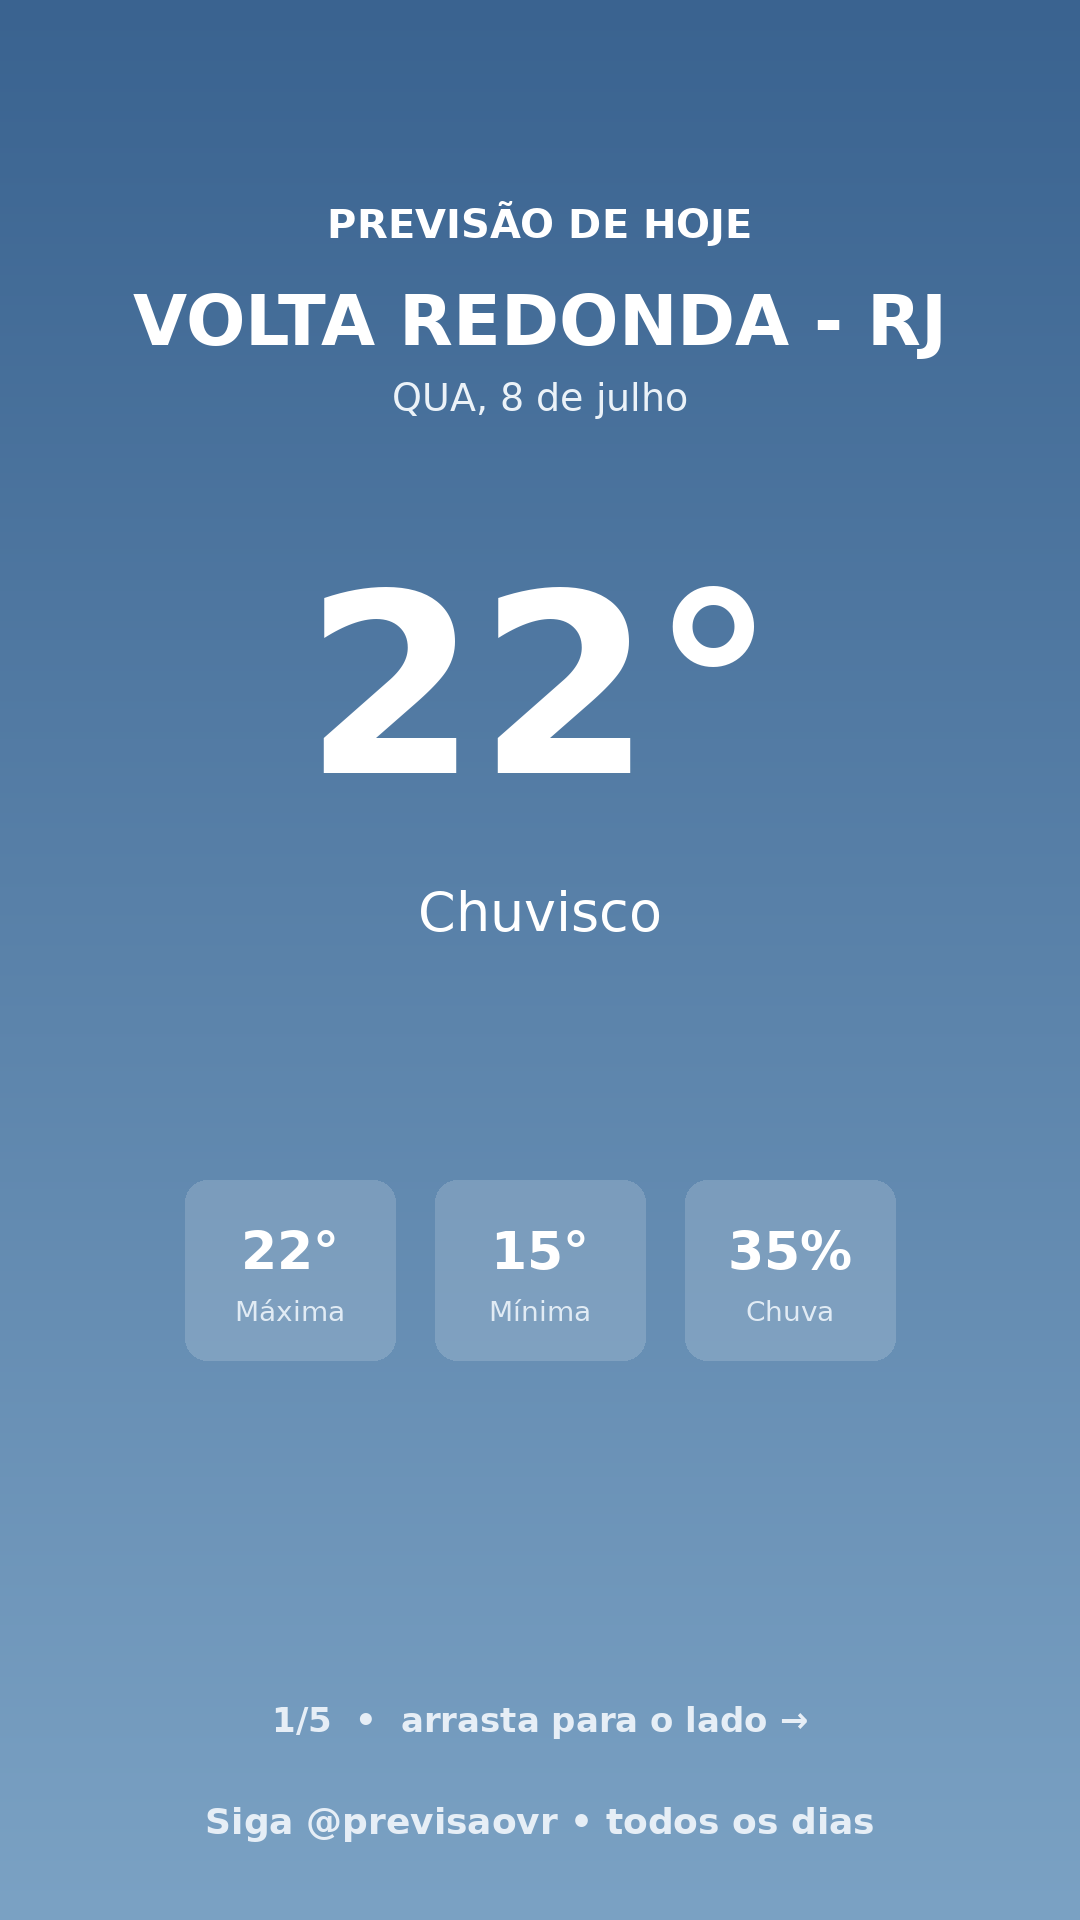 PREVISÃO DE HOJE
VOLTA REDONDA - RJ
QUA, 8 de julho
22°
Chuvisco
22° 15° 35%
Máxima Mínima Chuva
1/5 • arrasta para o lado →
Siga @previsaovr • todos os dias